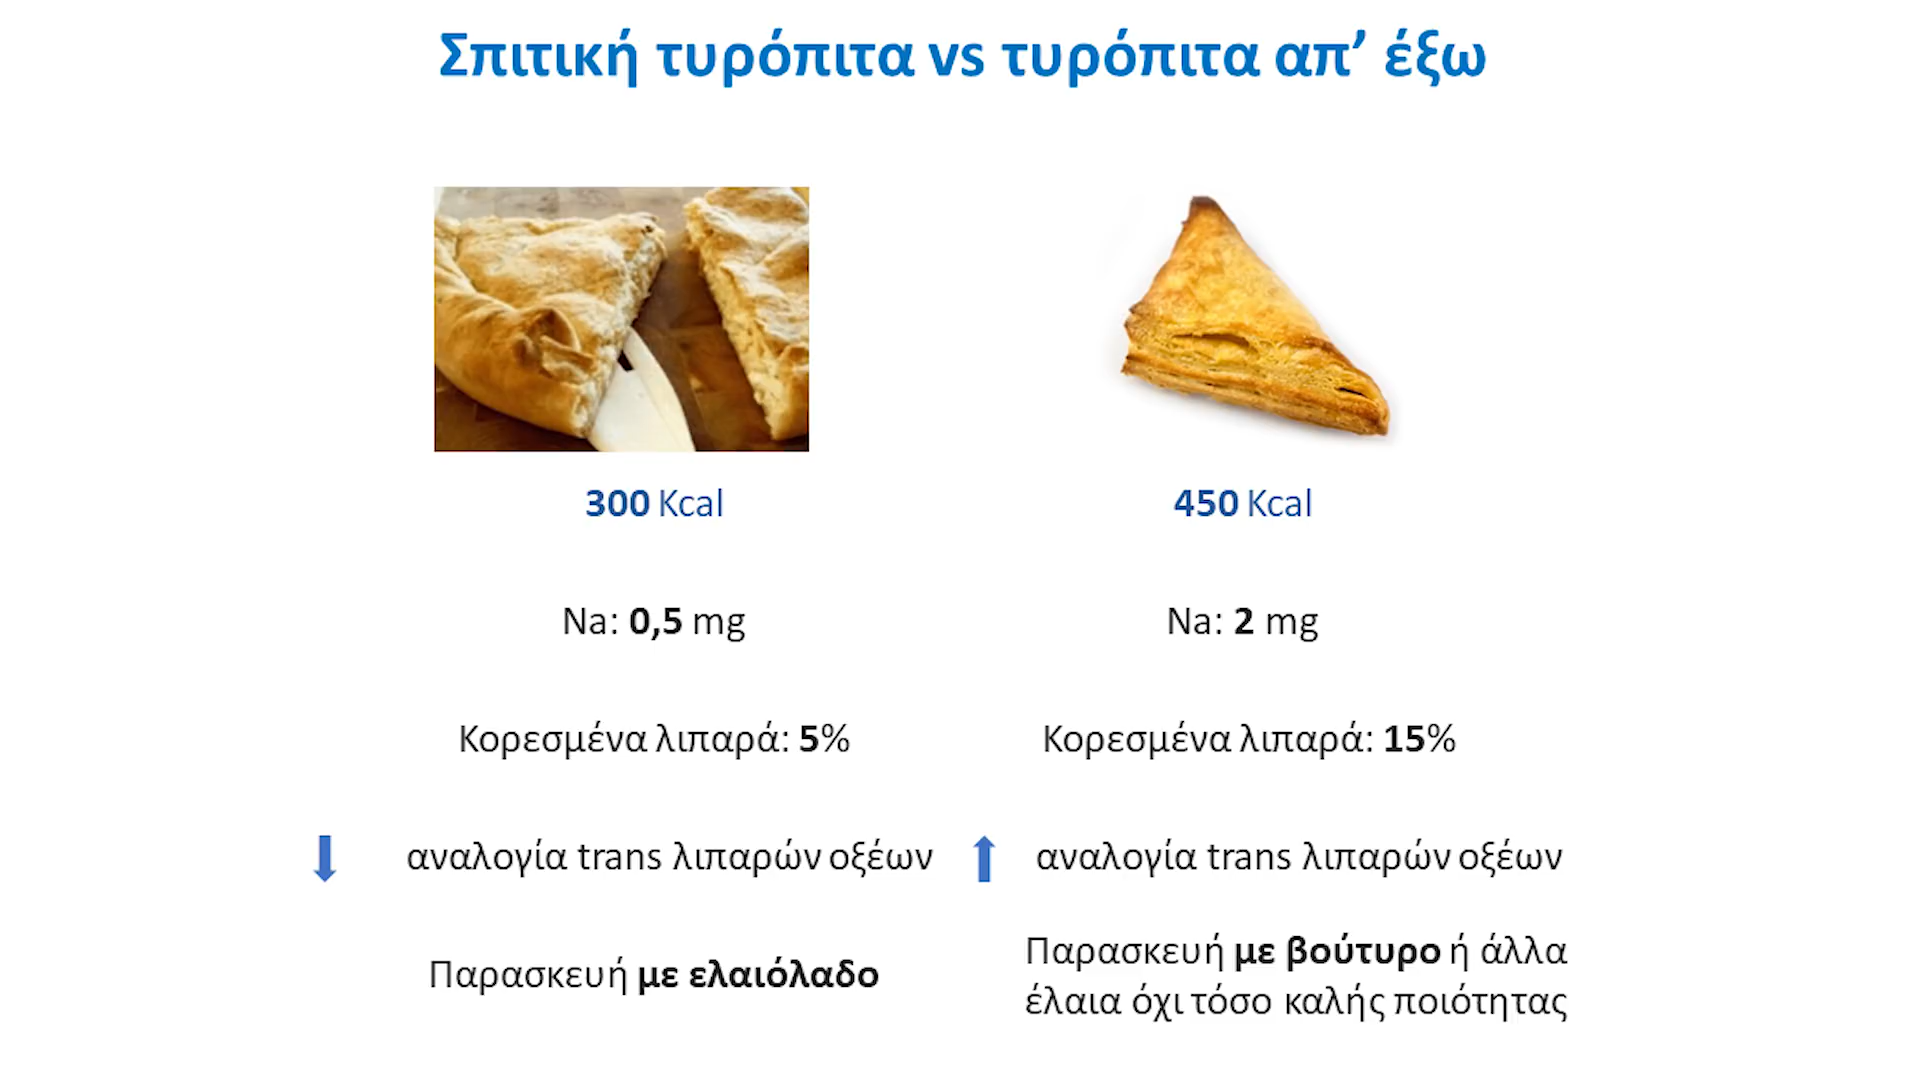 Σπιτική τυρόπιτα vs τυρόπιτα απ’ έξω
300 Kcal
450 Kcal
Na: 0,5 mg
Na: 2 mg
Κορεσμένα λιπαρά: 5%
Κορεσμένα λιπαρά: 15%
αναλογία trans λιπαρών οξέων
αναλογία trans λιπαρών οξέων
Παρασκευή με ελαιόλαδο
Παρασκευή με βούτυρο ή άλλα
έλαια όχι τόσο καλής ποιότητας